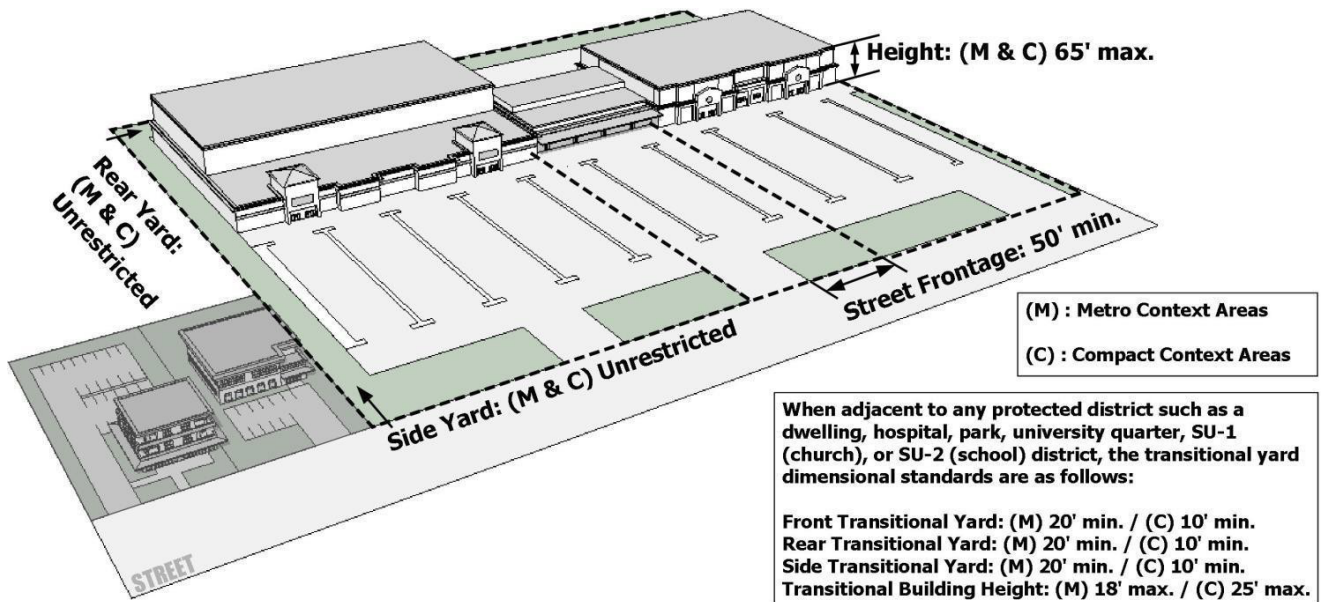 Height: (M & C) 65' max.
Rear Yard:
(M & C)
Unrestricted
Street Frontage: 50' min.
Side Yard: (M & C) Unrestricted
(M) : Metro Context Areas
(C) : Compact Context Areas
When adjacent to any protected district such as a
dwelling, hospital, park, university quarter, SU-1
(church), or SU-2 (school) district, the transitional yard
dimensional standards are as follows:
Front Transitional Yard: (M) 20' min. / (C) 10' min.
Rear Transitional Yard: (M) 20' min. / (C) 10' min.
Side Transitional Yard: (M) 20' min. / (C) 10' min.
Transitional Building Height: (M) 18' max. / (C) 25' max.
STREET